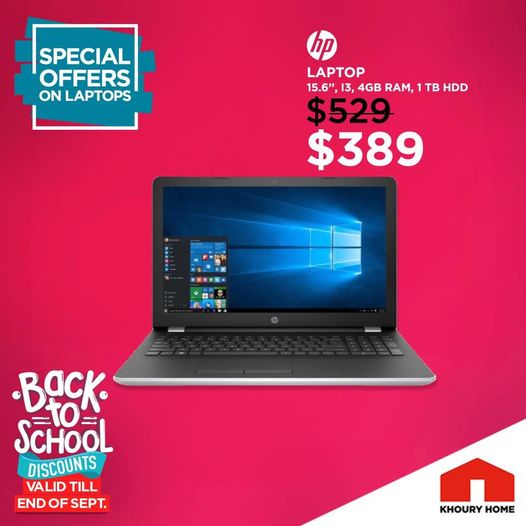 SPECIAL
OFFERS
ON LAPTOPS
hp
LAPTOP
15.6", I3, 4GB RAM, 1 TB HDD
$529
$389
hp
BACK
to
SCHOOL
DISCOUNTS
VALID TILL
END OF SEPT.
KHOURY HOME